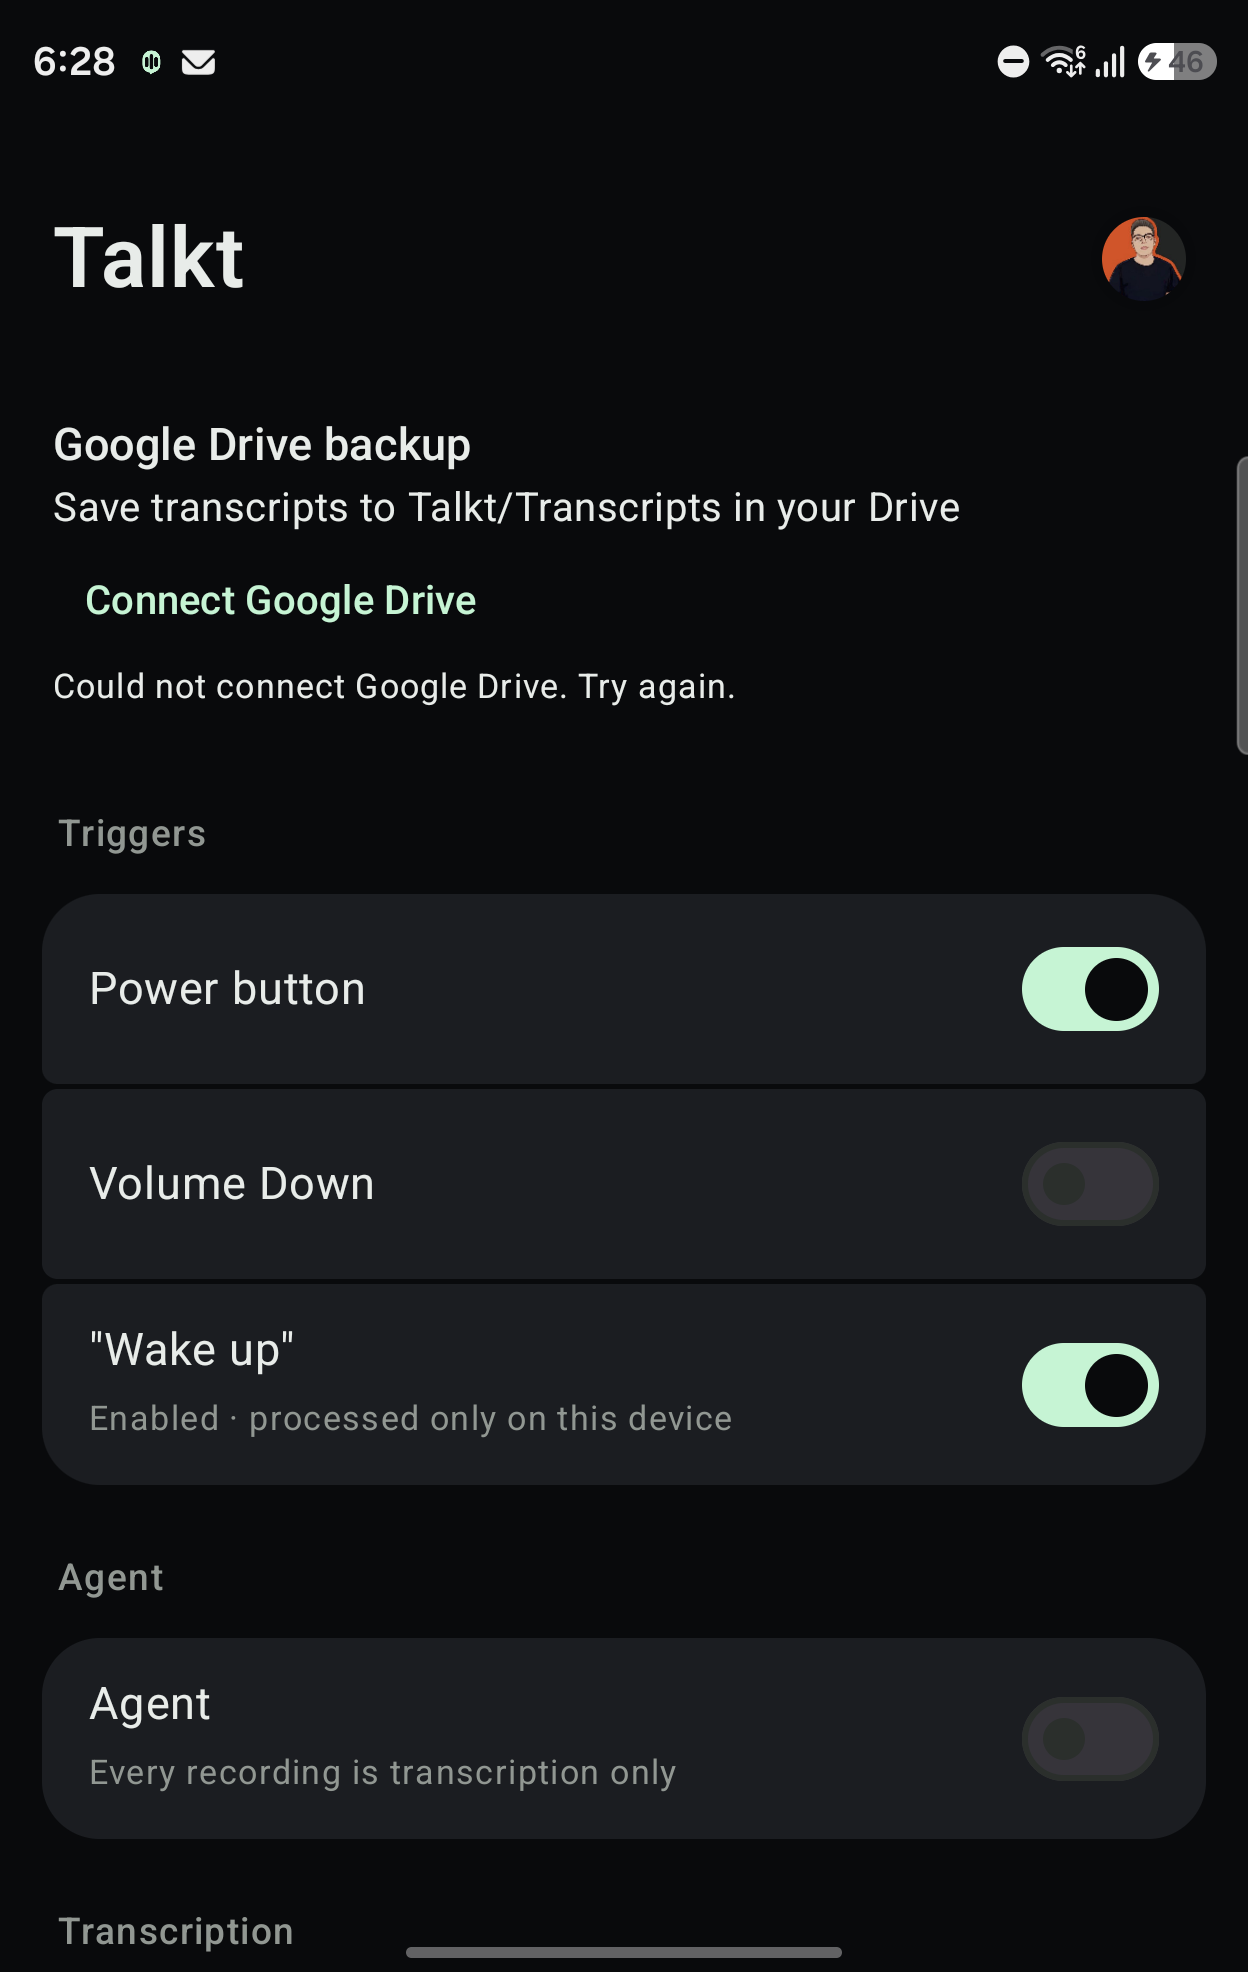 6:28
6
46
Talkt
Google Drive backup
Save transcripts to Talkt/Transcripts in your Drive
Connect Google Drive
Could not connect Google Drive. Try again.
Triggers
Power button
Volume Down
"Wake up"
Enabled · processed only on this device
Agent
Agent
Every recording is transcription only
Transcription